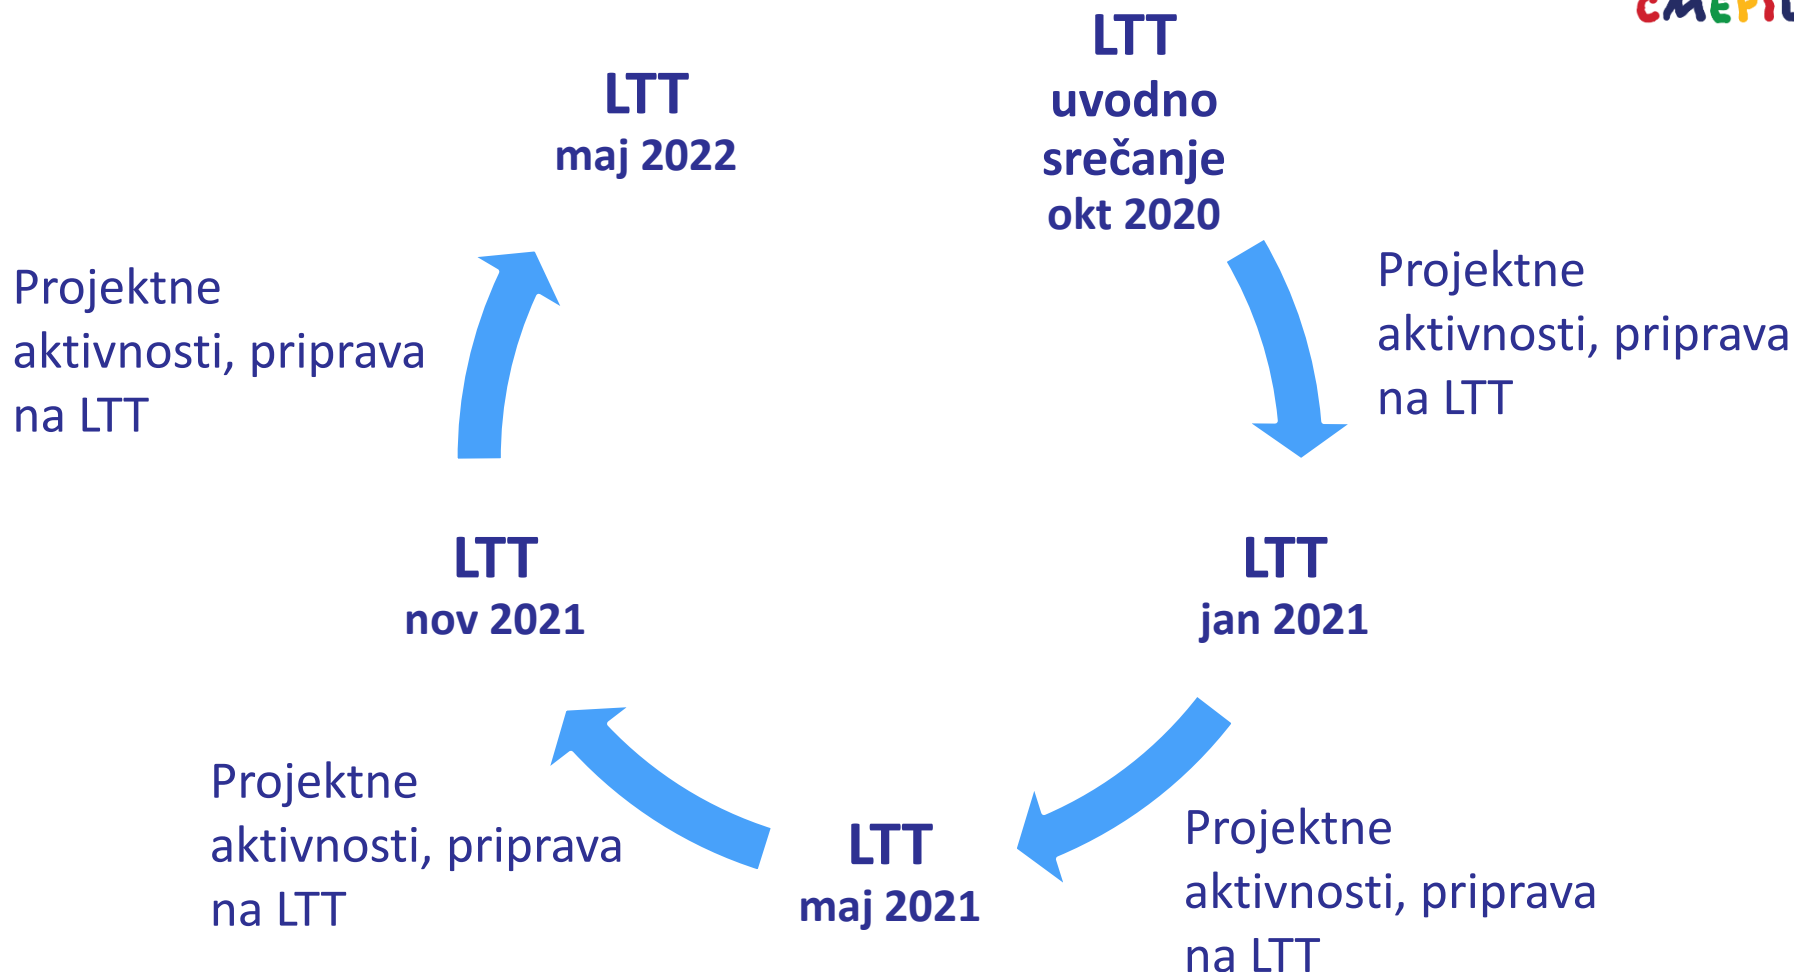 LTT
uvodno
srečanje
okt 2020
Projektne
aktivnosti, priprava
na LTT
LTT
jan 2021
Projektne
aktivnosti, priprava
na LTT
LTT
maj 2021
Projektne
aktivnosti, priprava
na LTT
LTT
nov 2021
Projektne
aktivnosti, priprava
na LTT
LTT
maj 2022